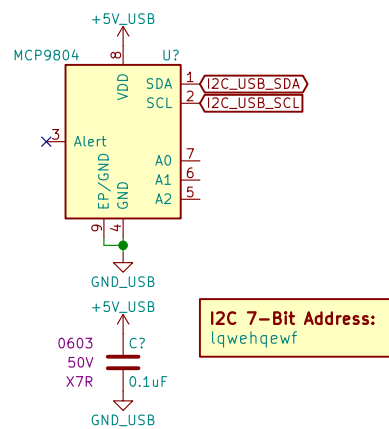 +5V_USB
MCP9804
U?
8
VDD
SDA
1
I2C_USB_SDA
SCL
2
I2C_USB_SCL
3
Alert
A0
7
A1
6
A2
5
EP/GND
GND
9
4
GND_USB
+5V_USB
0603
C?
50V
X7R
0.1uF
GND_USB
I2C 7-Bit Address:
lqwehqewf